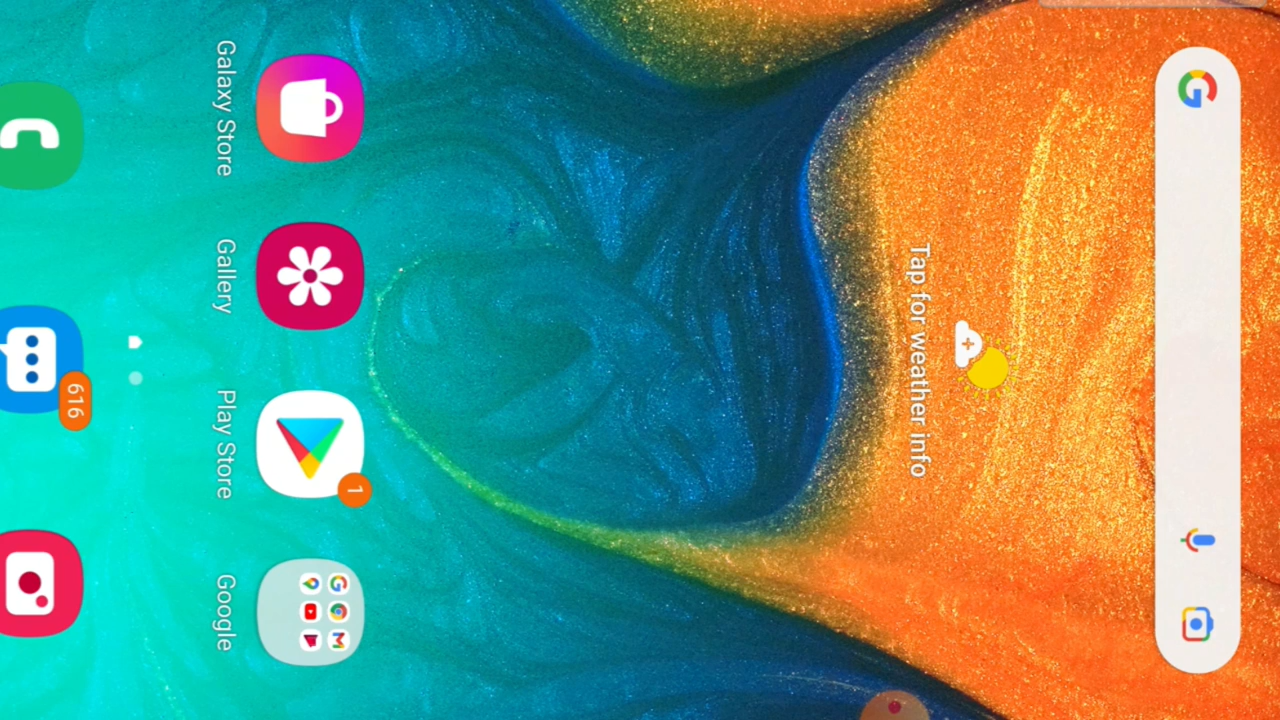 Tap for weather info
Galaxy Store
Gallery
Play Store
1
Google
616